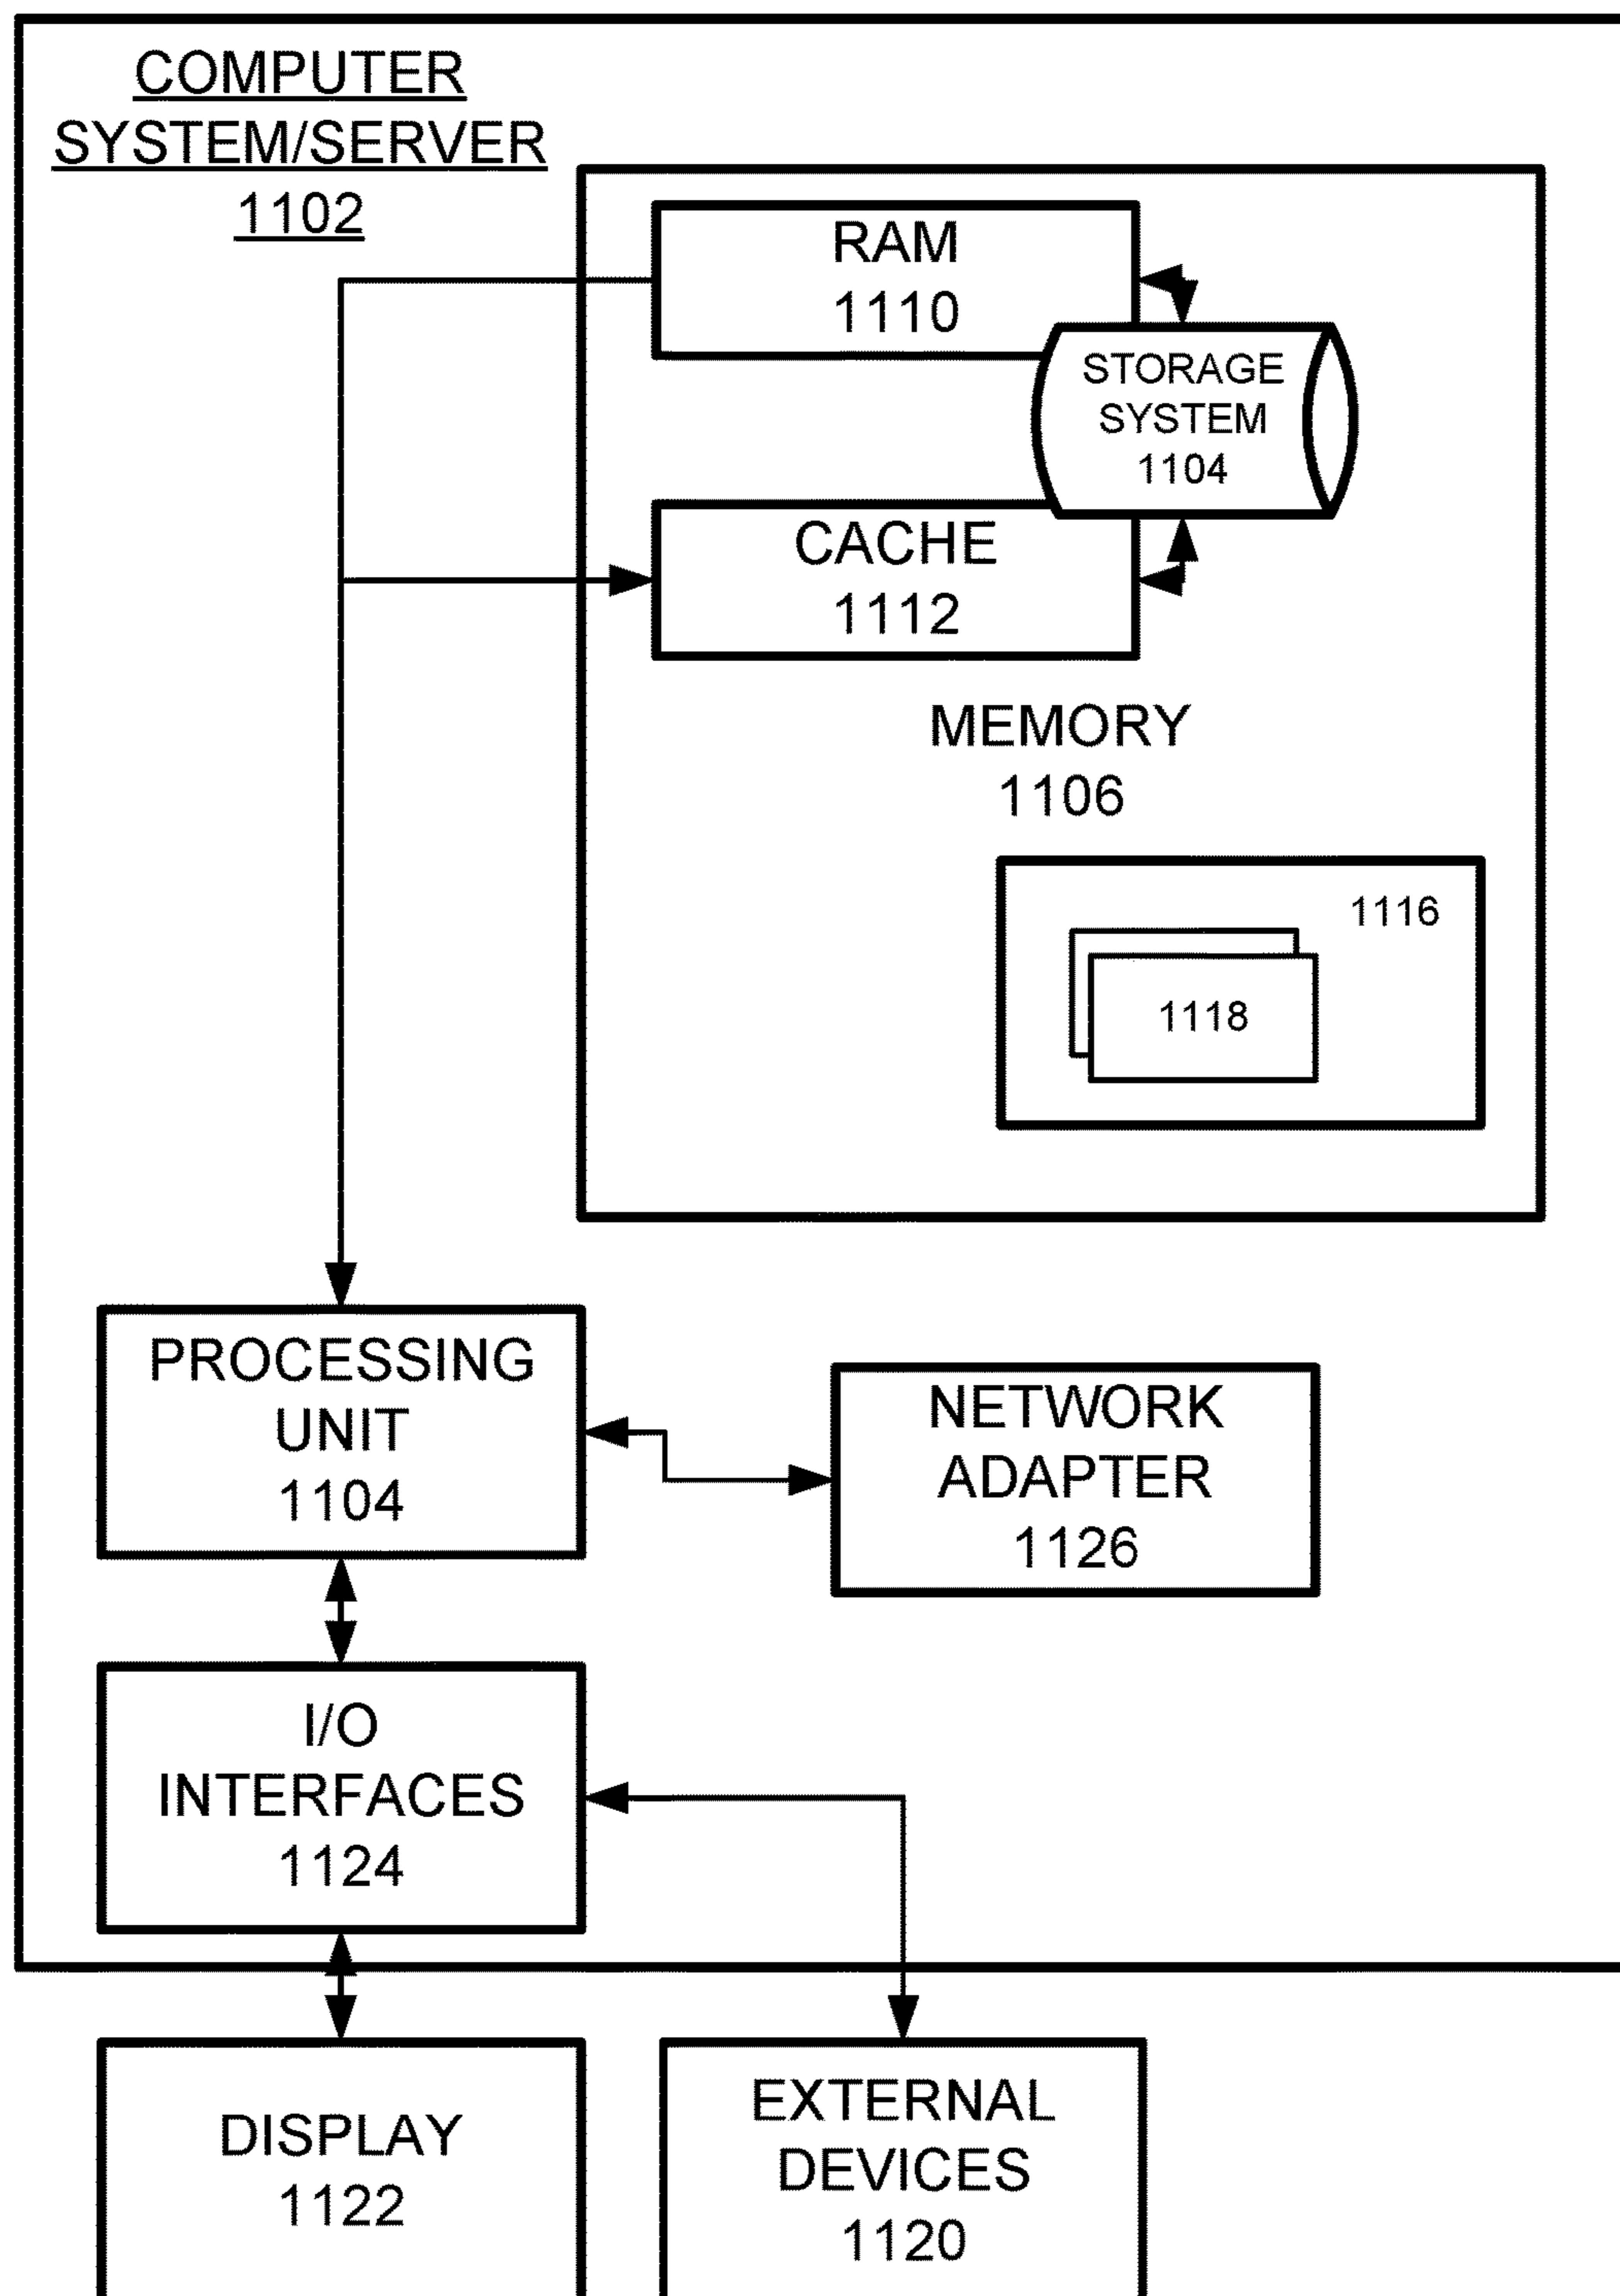 COMPUTER
SYSTEM/SERVER
1102
RAM
1110
STORAGE
SYSTEM
1104
CACHE
1112
MEMORY
1106
1116
1118
PROCESSING
UNIT
1104
NETWORK
ADAPTER
1126
I/O
INTERFACES
1124
DISPLAY
1122
EXTERNAL
DEVICES
1120